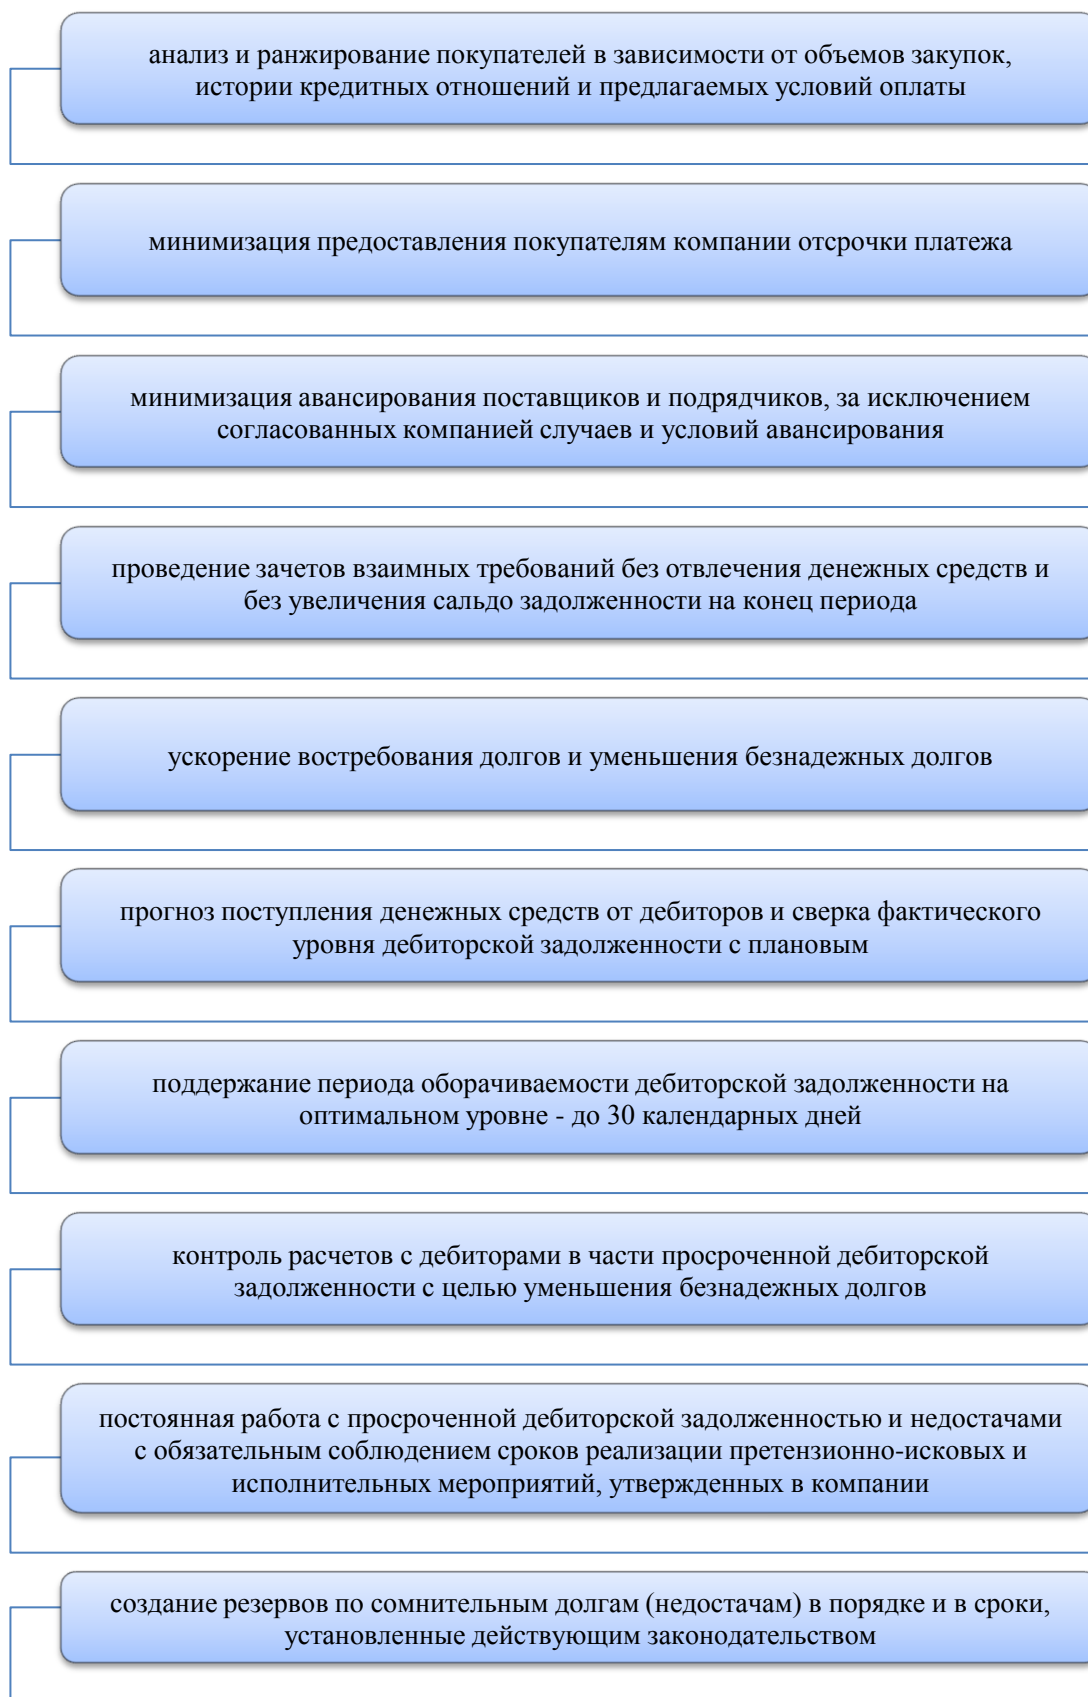 анализ и ранжирование покупателей в зависимости от объемов закупок,
истории кредитных отношений и предлагаемых условий оплаты
минимизация предоставления покупателям компании отсрочки платежа
минимизация авансирования поставщиков и подрядчиков, за исключением
согласованных компанией случаев и условий авансирования
проведение зачетов взаимных требований без отвлечения денежных средств и
без увеличения сальдо задолженности на конец периода
ускорение востребования долгов и уменьшения безнадежных долгов
прогноз поступления денежных средств от дебиторов и сверка фактического
уровня дебиторской задолженности с плановым
поддержание периода оборачиваемости дебиторской задолженности на
оптимальном уровне - до 30 календарных дней
контроль расчетов с дебиторами в части просроченной дебиторской
задолженности с целью уменьшения безнадежных долгов
постоянная работа с просроченной дебиторской задолженностью и недостачами
с обязательным соблюдением сроков реализации претензионно-исковых и
исполнительных мероприятий, утвержденных в компании
создание резервов по сомнительным долгам (недостачам) в порядке и в сроки,
установленные действующим законодательством